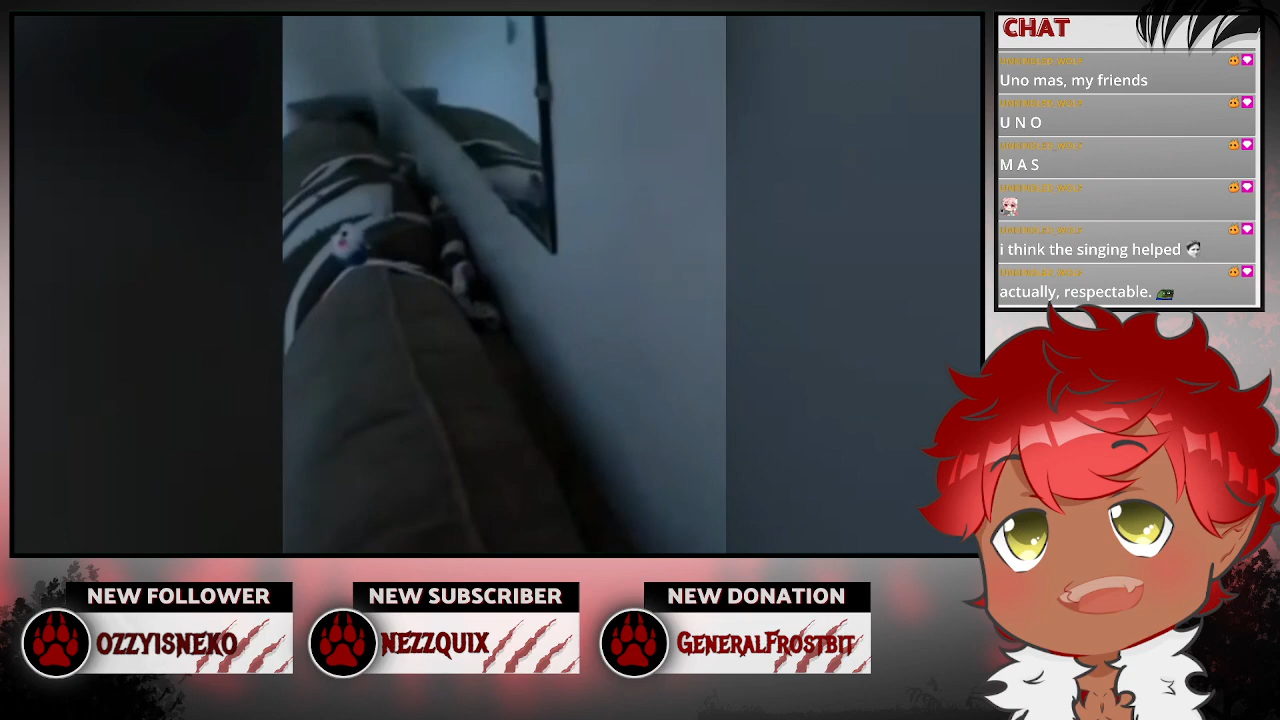 CHAT
Uno mas, my friends
U N O
M A S
i think the singing helped
actually, respectable.
NEW FOLLOWER
OZZYISNEKO
NEW SUBSCRIBER
NEZZQUIX
NEW DONATION
GENERALFROSTBIT